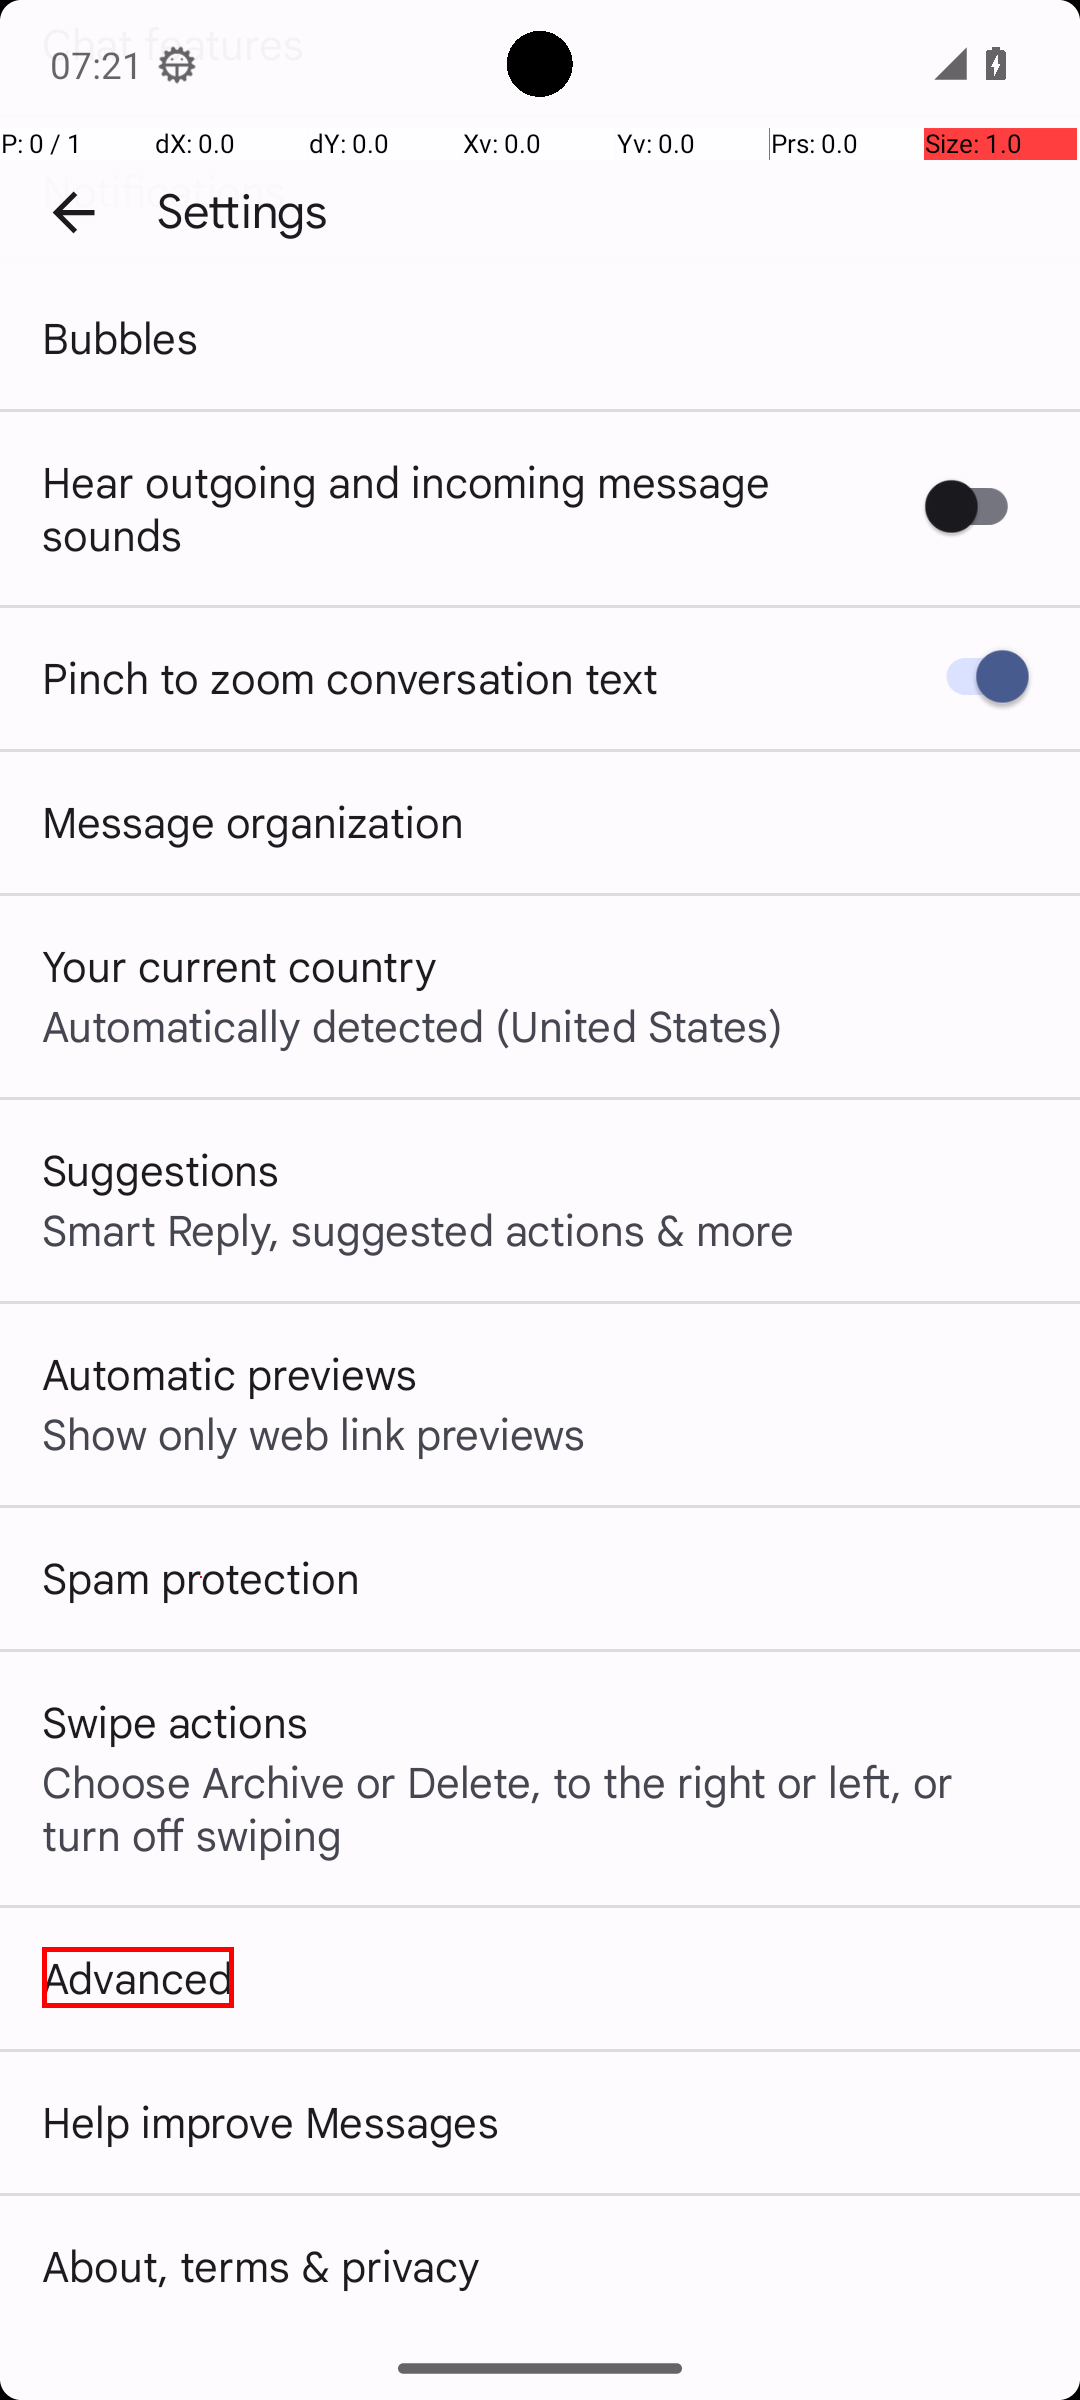 Chat features
07:21
P: 0 / 1 dX: 0.0 dY: 0.0 Xv: 0.0 Yv: 0.0 Prs: 0.0 Size: 1.0
Notifications
Settings
Bubbles
Hear outgoing and incoming message
sounds
Pinch to zoom conversation text
Message organization
Your current country
Automatically detected (United States)
Suggestions
Smart Reply, suggested actions & more
Automatic previews
Show only web link previews
Spam protection
Swipe actions
Choose Archive or Delete, to the right or left, or
turn off swiping
Advanced
Help improve Messages
About, terms & privacy